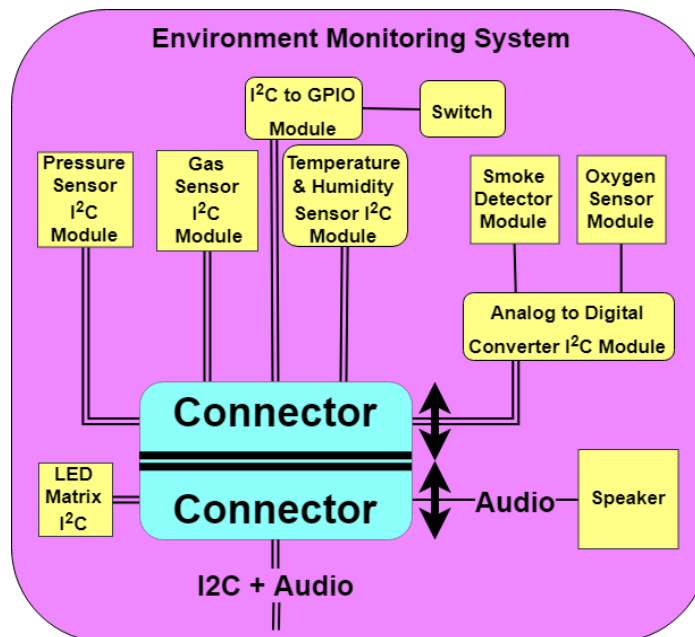 Environment Monitoring System
I²C to GPIO
Module
Switch
Pressure
Sensor
I²C
Module
Gas
Sensor
I²C
Module
Temperature
& Humidity
Sensor I²C
Module
Smoke
Detector
Module
Oxygen
Sensor
Module
Analog to Digital
Converter I²C Module
Connector
LED
Matrix
I²C
Connector
Audio
Speaker
I2C + Audio